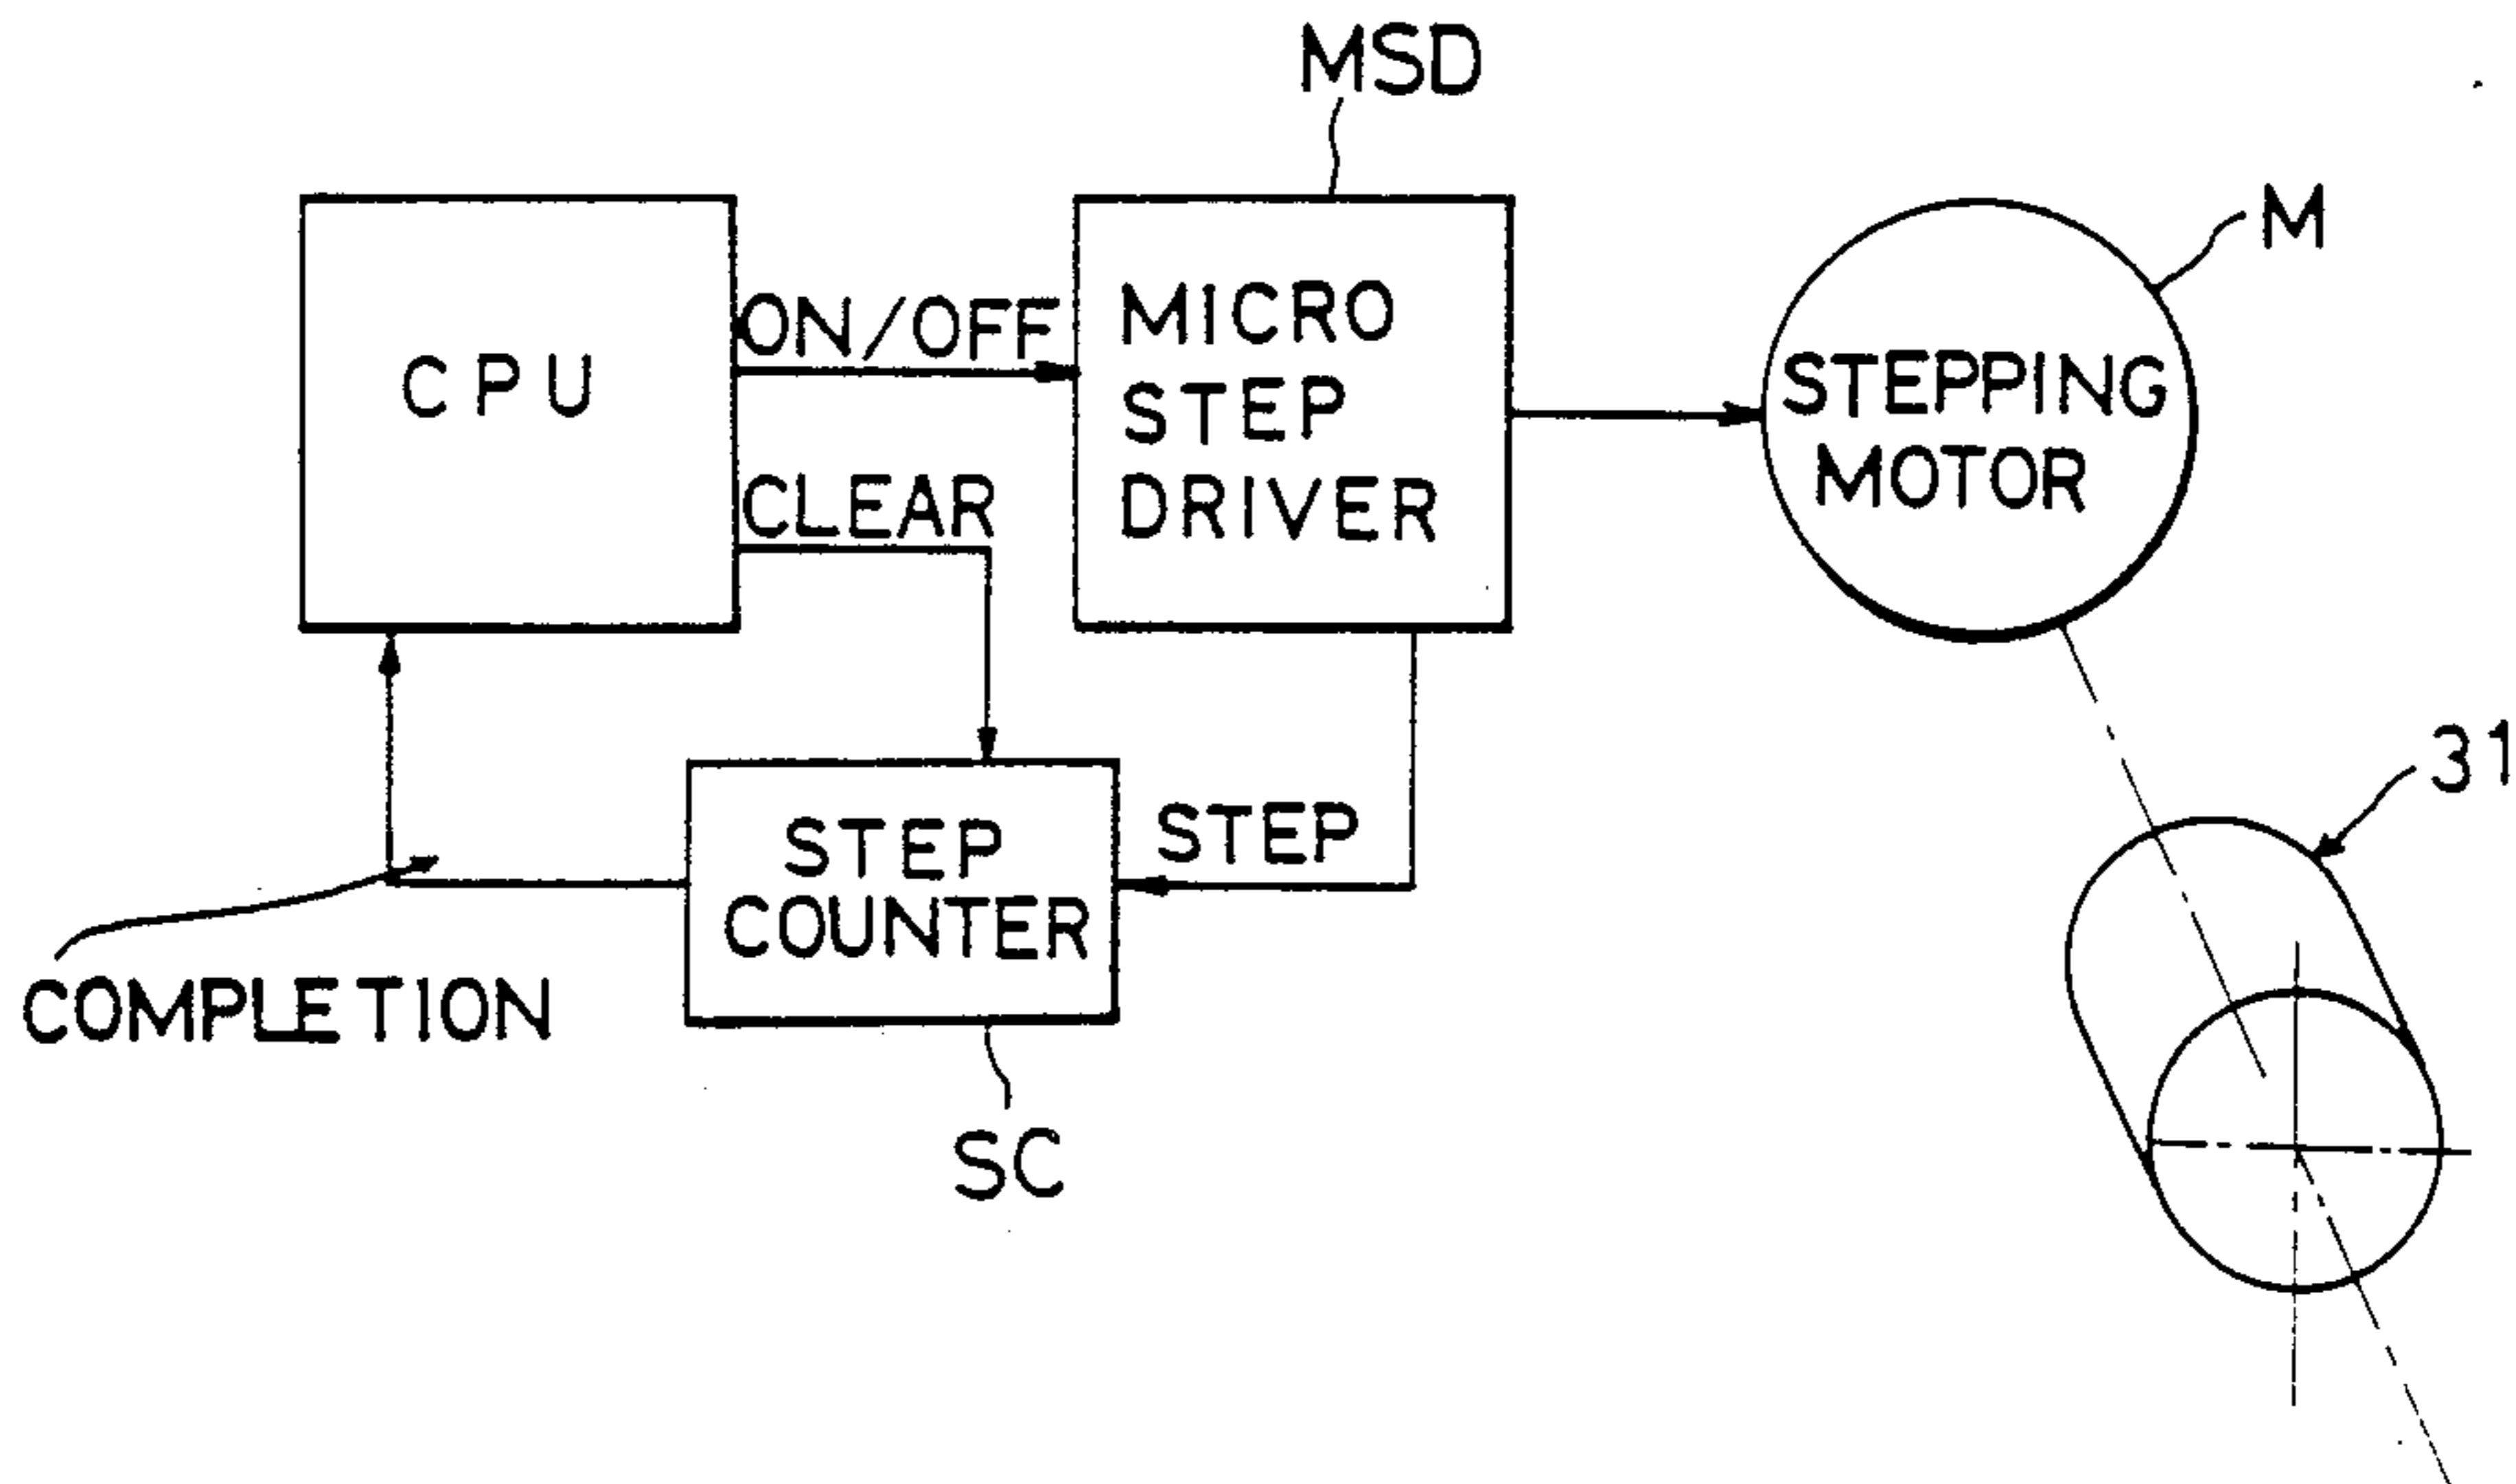 MSD
M
CPU
ON/OFF
CLEAR
MICRO
STEP
DRIVER
STEPPING
MOTOR
31
STEP
COUNTER
STEP
COMPLETION
SC